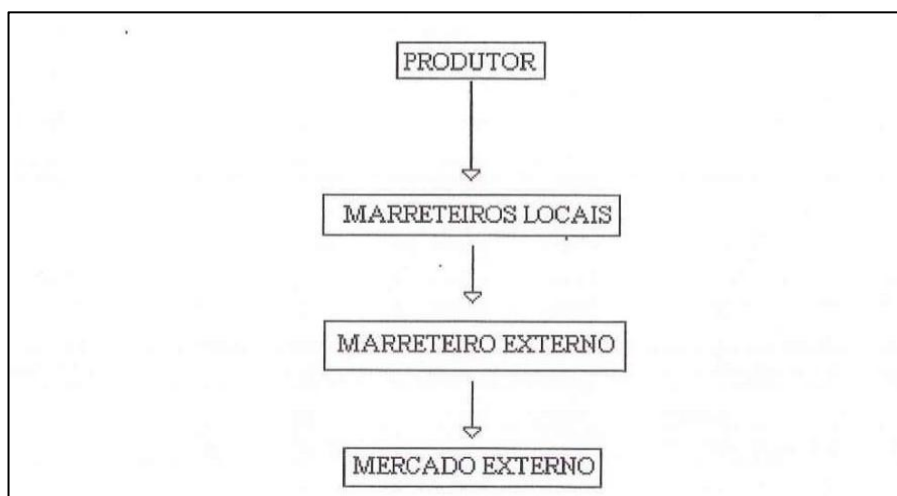 PRODUTOR
MARRETEIROS LOCAIS
MARRETEIRO EXTERNO
MERCADO EXTERNO